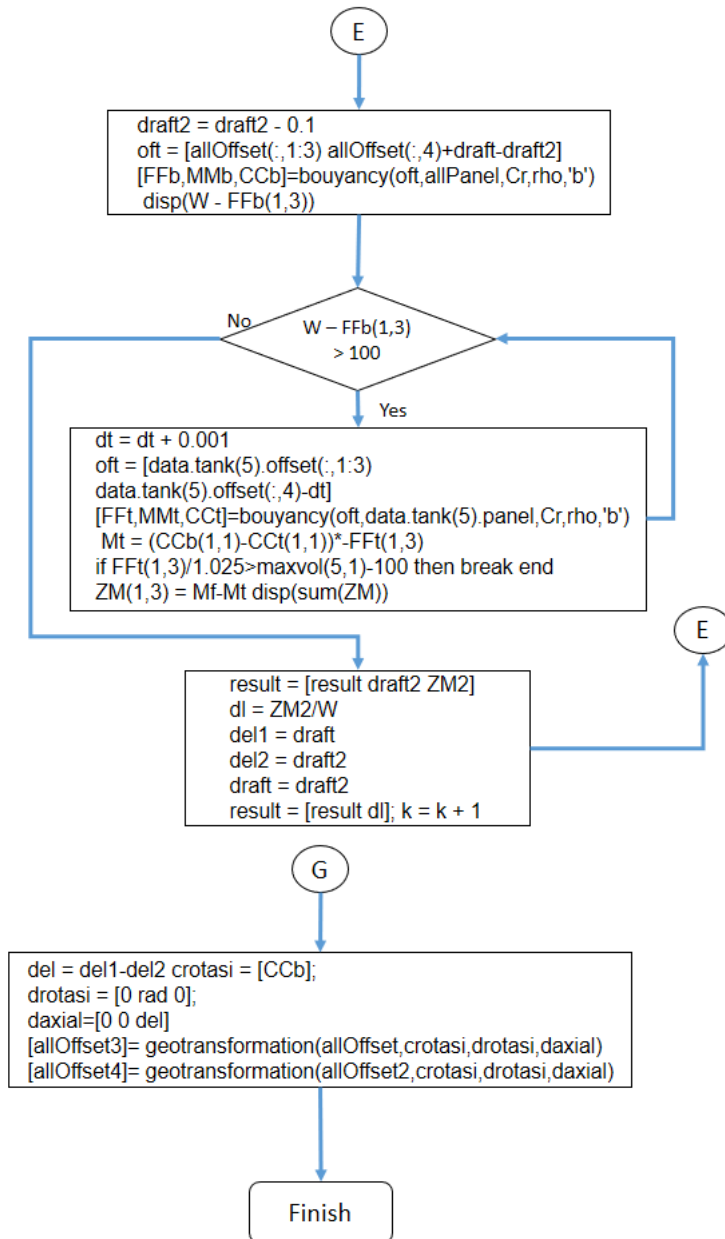 E
draft2 = draft2 - 0.1
oft = [allOffset(:,1:3) allOffset(:,4)+draft-draft2]
[FFb,MMb,CCb]=bouyancy(oft,allPanel,Cr,rho,'b')
disp(W - FFb(1,3))
No
W – FFb(1,3)
> 100
Yes
dt = dt + 0.001
oft = [data.tank(5).offset(:,1:3)
data.tank(5).offset(:,4)-dt]
[FFt,MMt,CCt]=bouyancy(oft,data.tank(5).panel,Cr,rho,'b')
Mt = (CCb(1,1)-CCt(1,1))*-FFt(1,3)
if FFt(1,3)/1.025>maxvol(5,1)-100 then break end
ZM(1,3) = Mf-Mt disp(sum(ZM))
E
result = [result draft2 ZM2]
dl = ZM2/W
del1 = draft
del2 = draft2
draft = draft2
result = [result dl]; k = k + 1
G
del = del1-del2 crotasi = [CCb];
drotasi = [0 rad 0];
daxial=[0 0 del]
[allOffset3]= geotransformation(allOffset,crotasi,drotasi,daxial)
[allOffset4]= geotransformation(allOffset2,crotasi,drotasi,daxial)
Finish